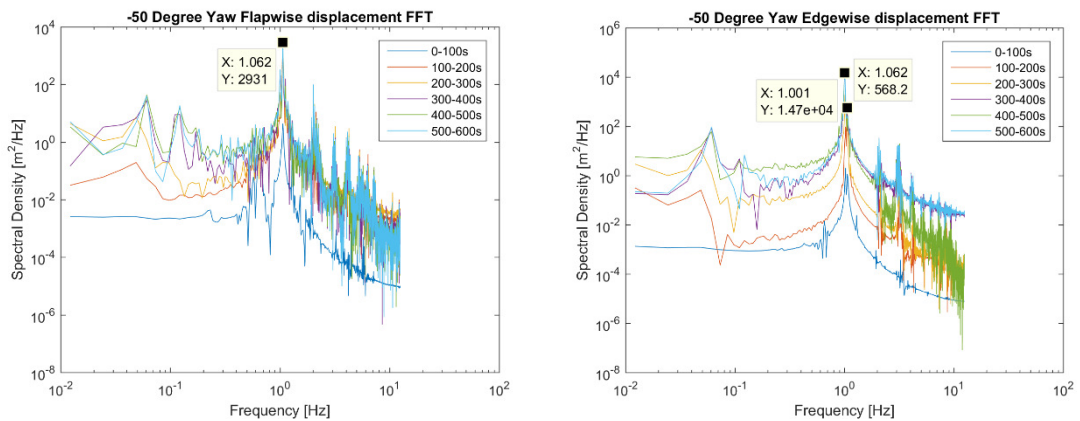 -50 Degree Yaw Flapwise displacement FFT
10^4
10^2
10^0
10^-2
10^-4
10^-6
10^-8
Spectral Density [m^2/Hz]
X: 1.062
Y: 2931
0-100s
100-200s
200-300s
300-400s
400-500s
500-600s
10^-2
10^-1
10^0
10^1
10^2
Frequency [Hz]
-50 Degree Yaw Edgewise displacement FFT
10^6
10^4
10^2
10^0
10^-2
10^-4
10^-6
10^-8
Spectral Density [m^2/Hz]
X: 1.001
Y: 1.47e+04
X: 1.062
Y: 568.2
0-100s
100-200s
200-300s
300-400s
400-500s
500-600s
10^-2
10^-1
10^0
10^1
10^2
Frequency [Hz]